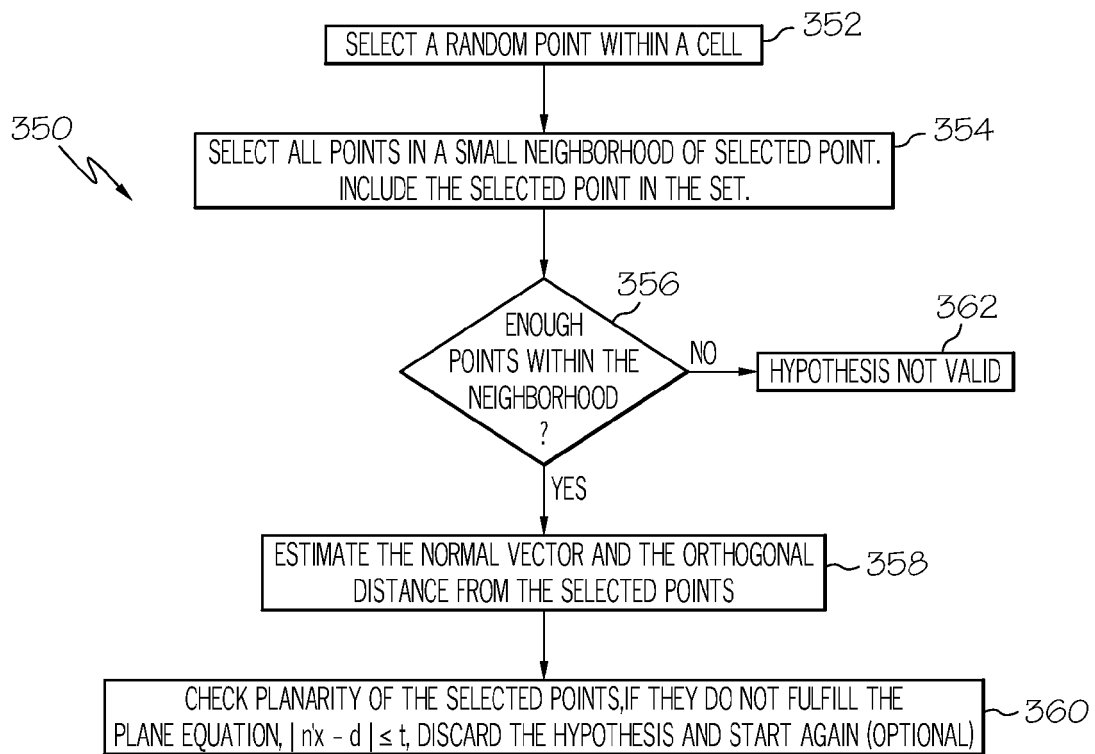 352
SELECT A RANDOM POINT WITHIN A CELL
350
354
SELECT ALL POINTS IN A SMALL NEIGHBORHOOD OF SELECTED POINT.
INCLUDE THE SELECTED POINT IN THE SET.
356
ENOUGH
POINTS WITHIN THE
NEIGHBORHOOD
?
NO
362
HYPOTHESIS NOT VALID
YES
ESTIMATE THE NORMAL VECTOR AND THE ORTHOGONAL
DISTANCE FROM THE SELECTED POINTS
358
CHECK PLANARITY OF THE SELECTED POINTS,IF THEY DO NOT FULFILL THE
PLANE EQUATION, | n'x – d | ≤ t, DISCARD THE HYPOTHESIS AND START AGAIN (OPTIONAL)
360